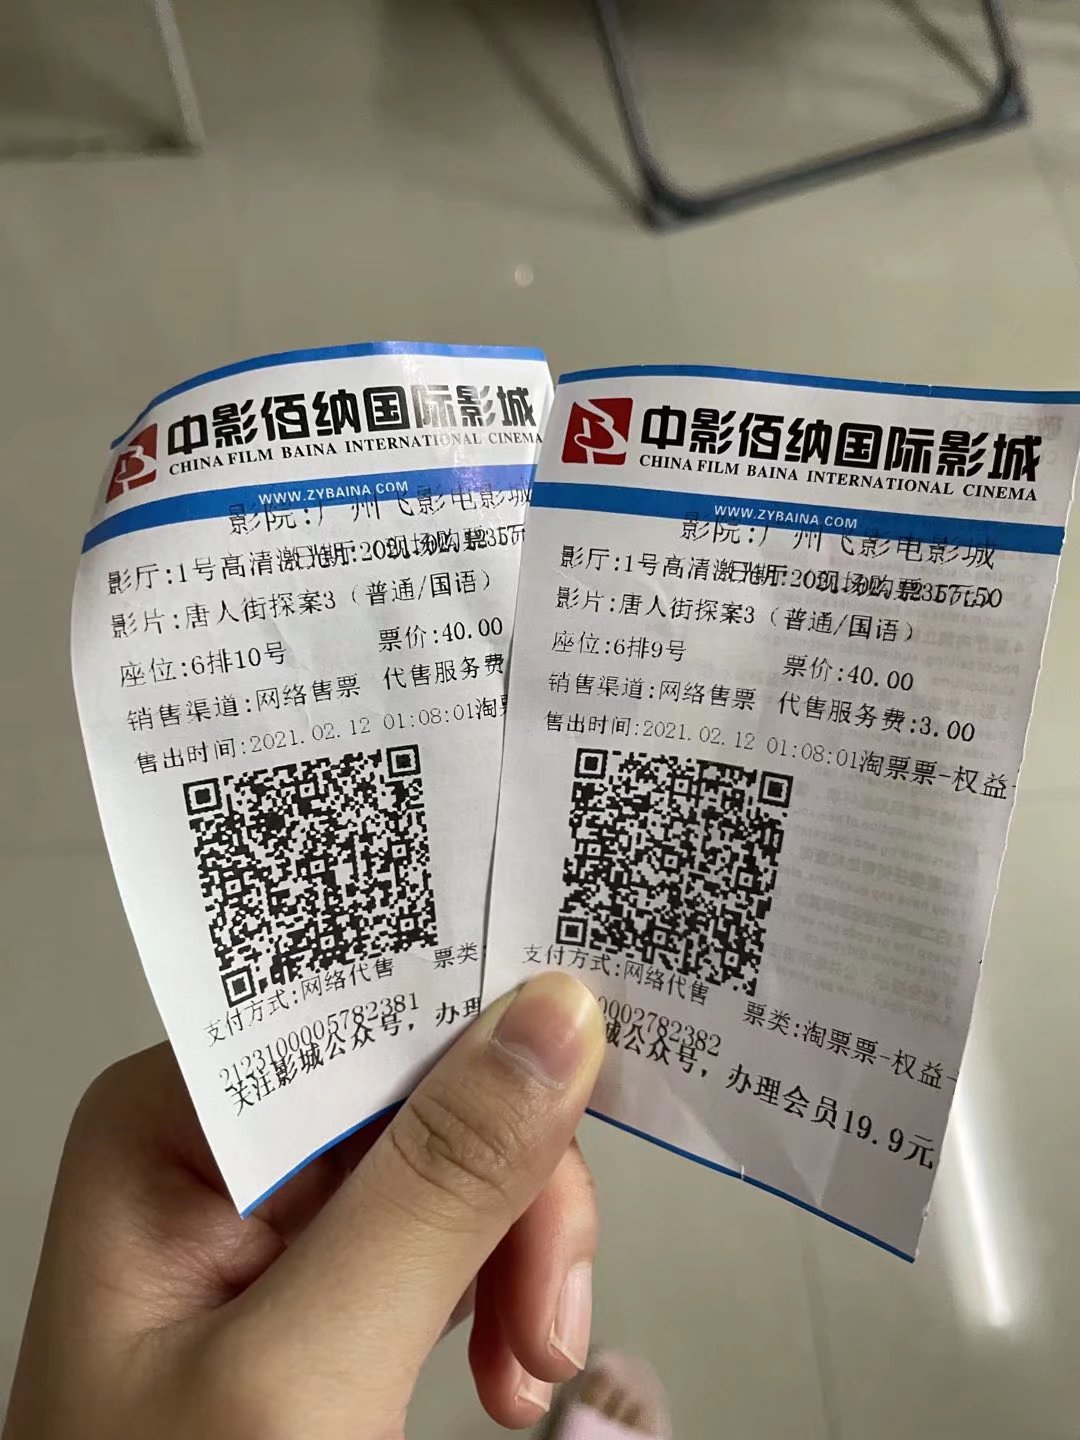 中影佰纳国际影城
CHINA FILM BAINA INTERNATIONAL CINEMA
WWW.ZYBAINA.COM
影院:广州飞影电影城
影厅:1号高清激光厅
影片:唐人街探案3（普通/国语）
座位:6排10号 票价:40.00
销售渠道:网络售票 代售服务费
售出时间:2021.02.12 01:08:01淘票
支付方式:网络代售 票类:
2123100005782381
关注影城公众号，办理
中影佰纳国际影城
CHINA FILM BAINA INTERNATIONAL CINEMA
WWW.ZYBAINA.COM
影院:广州飞影电影城
影厅:1号高清激光厅
影片:唐人街探案3（普通/国语）
座位:6排9号 票价:40.00
销售渠道:网络售票 代售服务费:3.00
售出时间:2021.02.12 01:08:01淘票票-权益
支付方式:网络代售 票类:淘票票-权益
0002782382
城公众号，办理会员19.9元